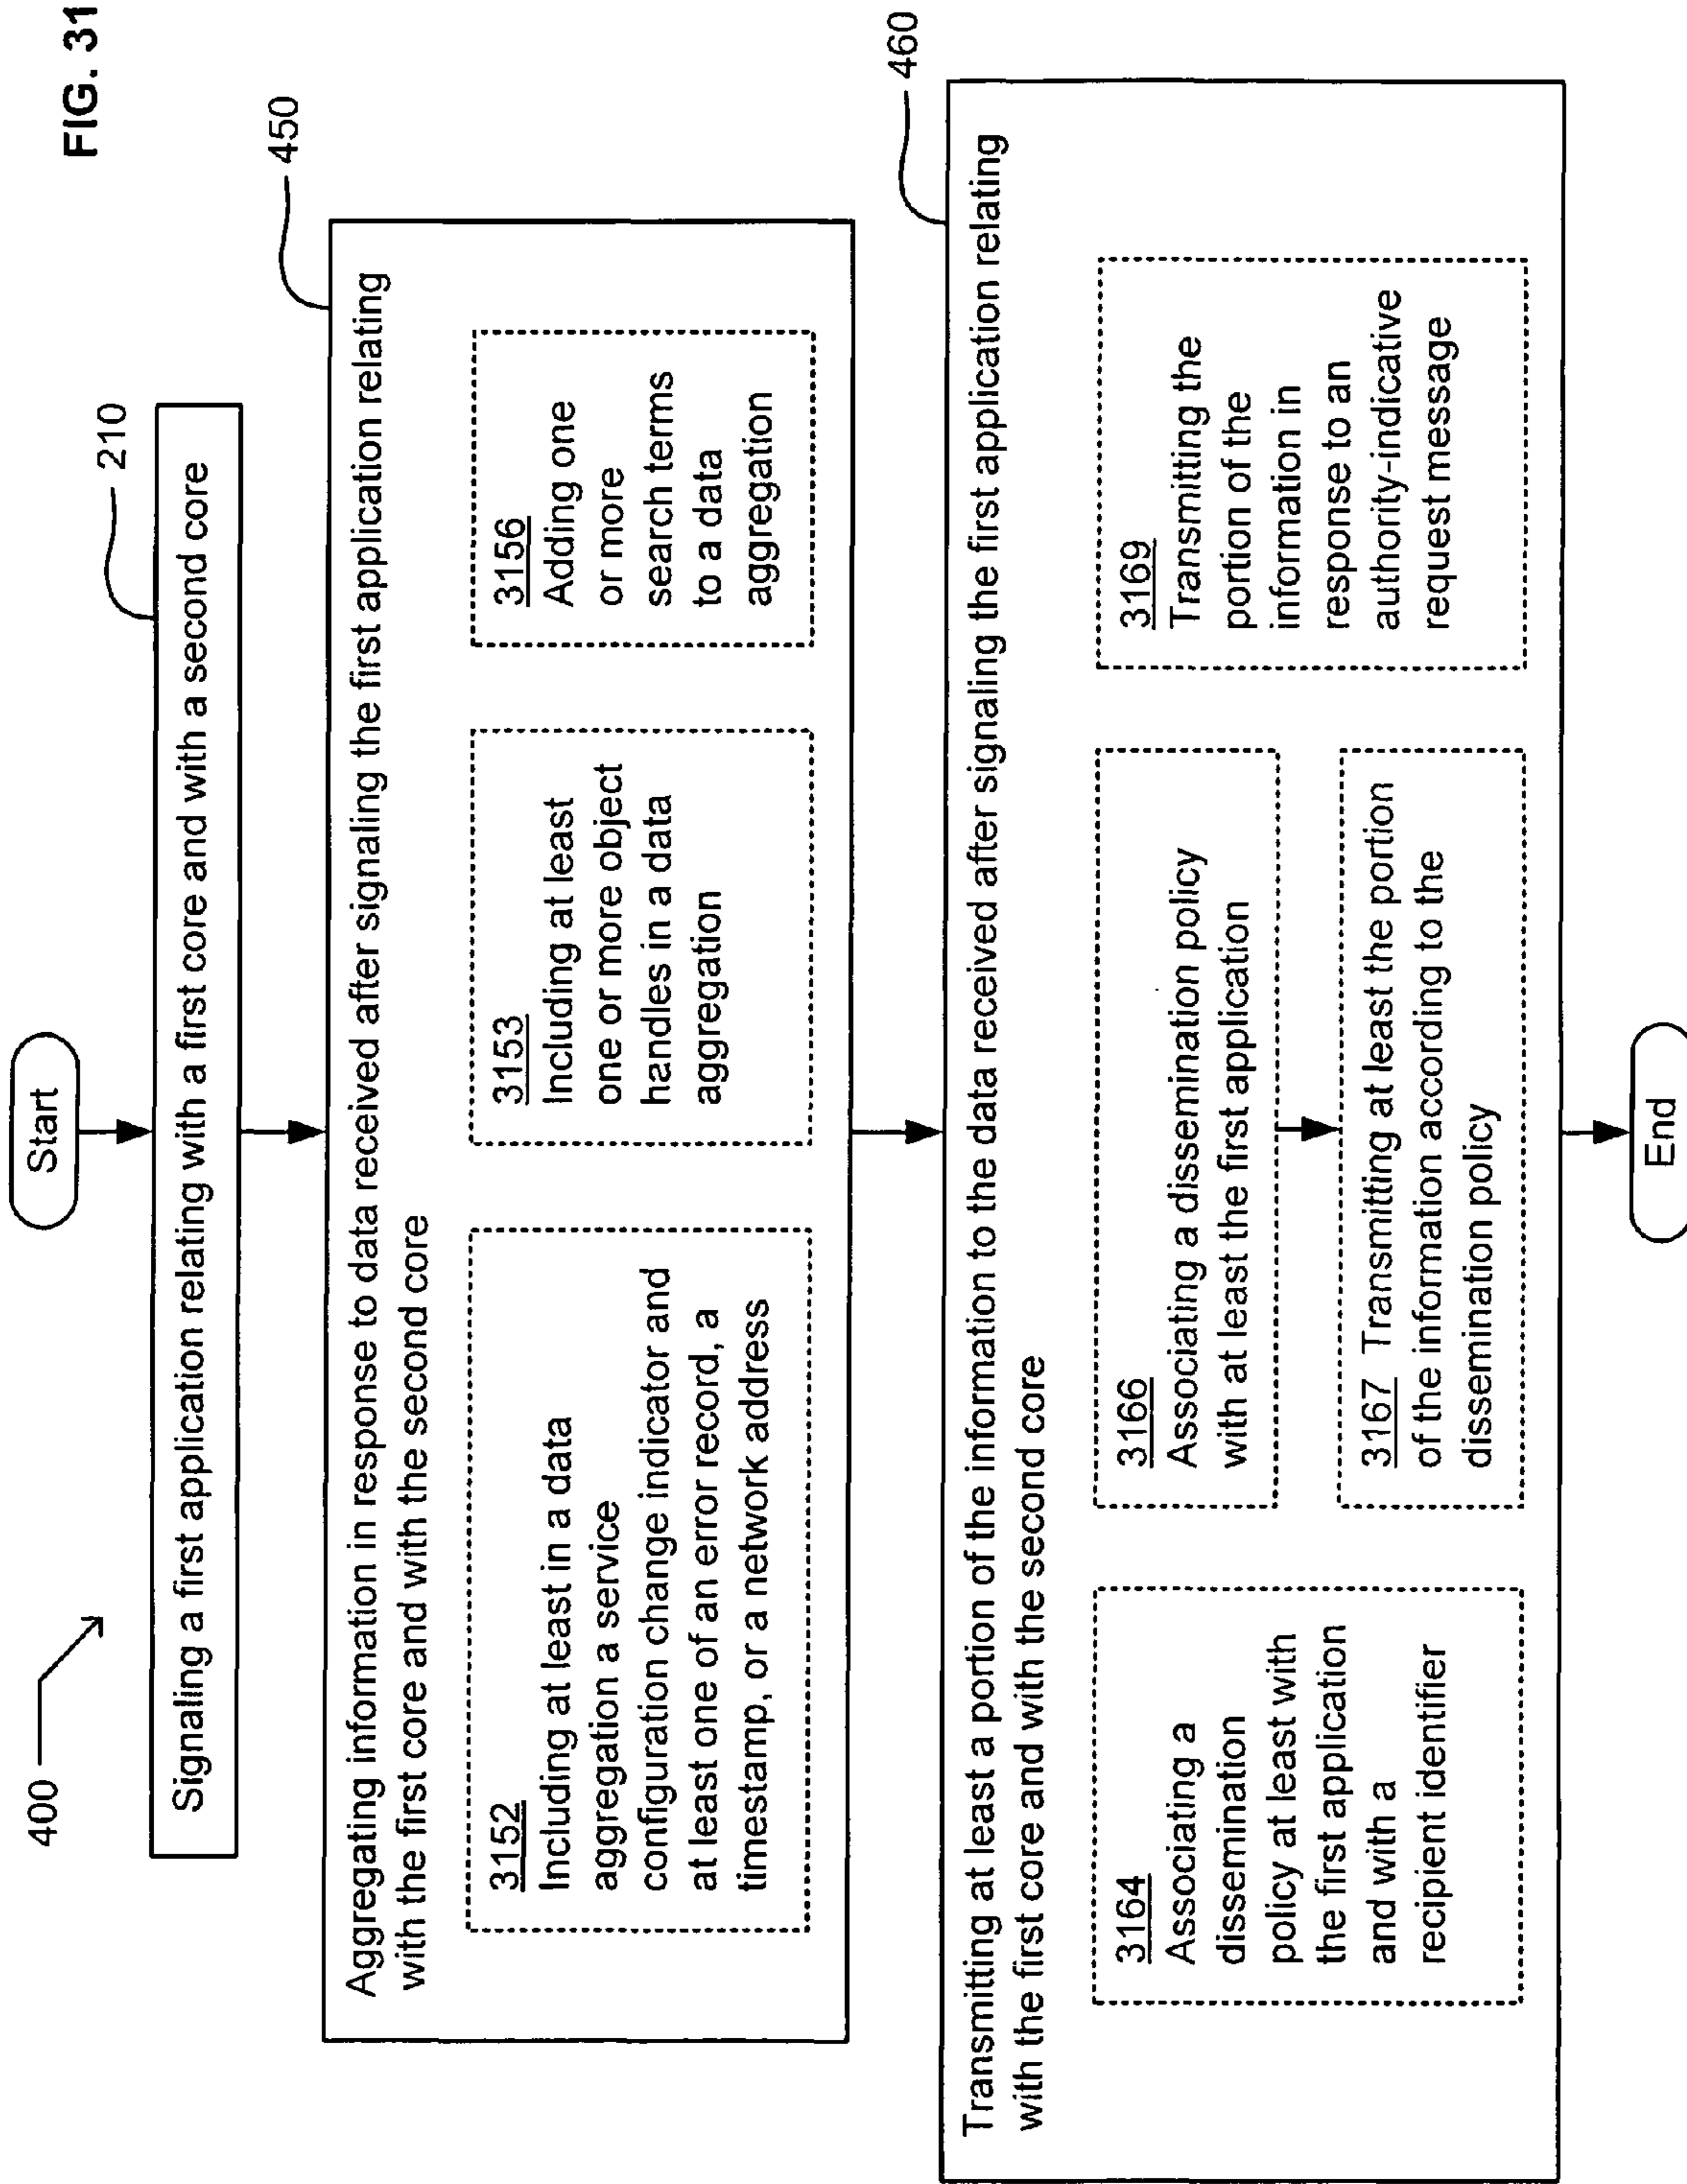 FIG. 31
400
Start
210
Signaling a first application relating with a first core and with a second core
450
Aggregating information in response to data received after signaling the first application relating
with the first core and with the second core
3152
Including at least in a data
aggregation a service
configuration change indicator and
at least one of an error record, a
timestamp, or a network address
3153
Including at least
one or more object
handles in a data
aggregation
3156
Adding one
or more
search terms
to a data
aggregation
460
Transmitting at least a portion of the information to the data received after signaling the first application relating
with the first core and with the second core
3164
Associating a
dissemination
policy at least with
the first application
and with a
recipient identifier
3166
Associating a dissemination policy
with at least the first application
3167 Transmitting at least the portion
of the information according to the
dissemination policy
3169
Transmitting the
portion of the
information in
response to an
authority-indicative
request message
End